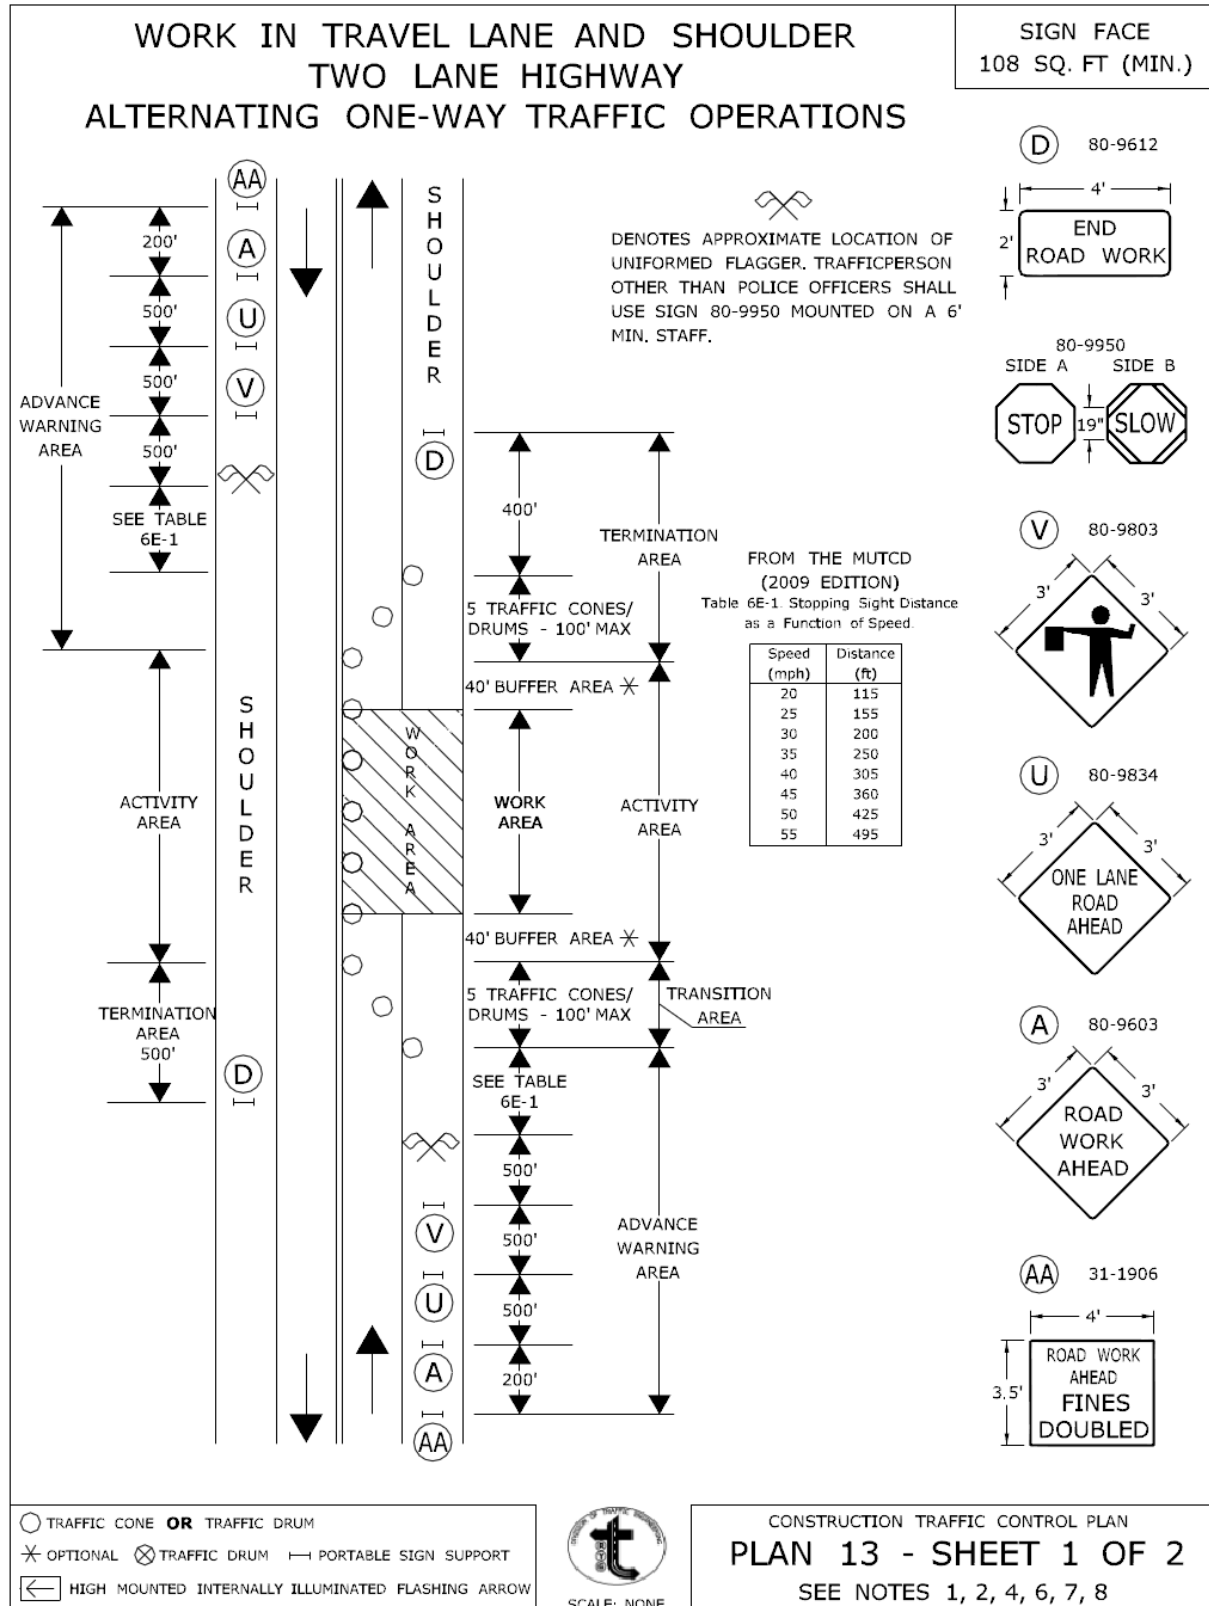 WORK IN TRAVEL LANE AND SHOULDER
TWO LANE HIGHWAY
ALTERNATING ONE-WAY TRAFFIC OPERATIONS
SIGN FACE
108 SQ. FT (MIN.)
AA
A
U
V
200'
500'
500'
500'
SEE TABLE
6E-1
ADVANCE
WARNING
AREA
SHOULDER
ACTIVITY
AREA
TERMINATION
AREA
500'
D
SHOULDER
D
400'
TERMINATION
AREA
5 TRAFFIC CONES/
DRUMS - 100' MAX
40' BUFFER AREA
WORK AREA
WORK
AREA
ACTIVITY
AREA
40' BUFFER AREA
5 TRAFFIC CONES/
DRUMS - 100' MAX
TRANSITION
AREA
SEE TABLE
6E-1
500'
V
500'
U
500'
A
200'
AA
ADVANCE
WARNING
AREA
DENOTES APPROXIMATE LOCATION OF
UNIFORMED FLAGGER. TRAFFICPERSON
OTHER THAN POLICE OFFICERS SHALL
USE SIGN 80-9950 MOUNTED ON A 6'
MIN. STAFF.
FROM THE MUTCD
(2009 EDITION)
Table 6E-1. Stopping Sight Distance
as a Function of Speed.
Speed Distance
(mph) (ft)
20 115
25 155
30 200
35 250
40 305
45 360
50 425
55 495
D 80-9612
4'
2'
END
ROAD WORK
80-9950
SIDE A SIDE B
STOP 19" SLOW
V 80-9803
3' 3'
U 80-9834
3' 3'
ONE LANE
ROAD
AHEAD
A 80-9603
3' 3'
ROAD
WORK
AHEAD
AA 31-1906
4'
3.5'
ROAD WORK
AHEAD
FINES
DOUBLED
TRAFFIC CONE OR TRAFFIC DRUM
OPTIONAL TRAFFIC DRUM PORTABLE SIGN SUPPORT
HIGH MOUNTED INTERNALLY ILLUMINATED FLASHING ARROW
DIVISION OF TRAFFIC ENGINEERING
SCALE: NONE
CONSTRUCTION TRAFFIC CONTROL PLAN
PLAN 13 - SHEET 1 OF 2
SEE NOTES 1, 2, 4, 6, 7, 8